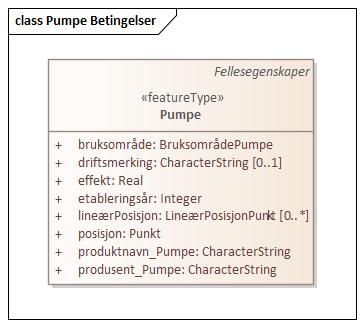 class Pumpe Betingelser
Fellesegenskaper
«featureType»
Pumpe
+ bruksområde: BruksområdePumpe
+ driftsmerking: CharacterString [0..1]
+ effekt: Real
+ etableringsår: Integer
+ lineærPosisjon: LineærPosisjonPunkt [0..*]
+ posisjon: Punkt
+ produktnavn_Pumpe: CharacterString
+ produsent_Pumpe: CharacterString